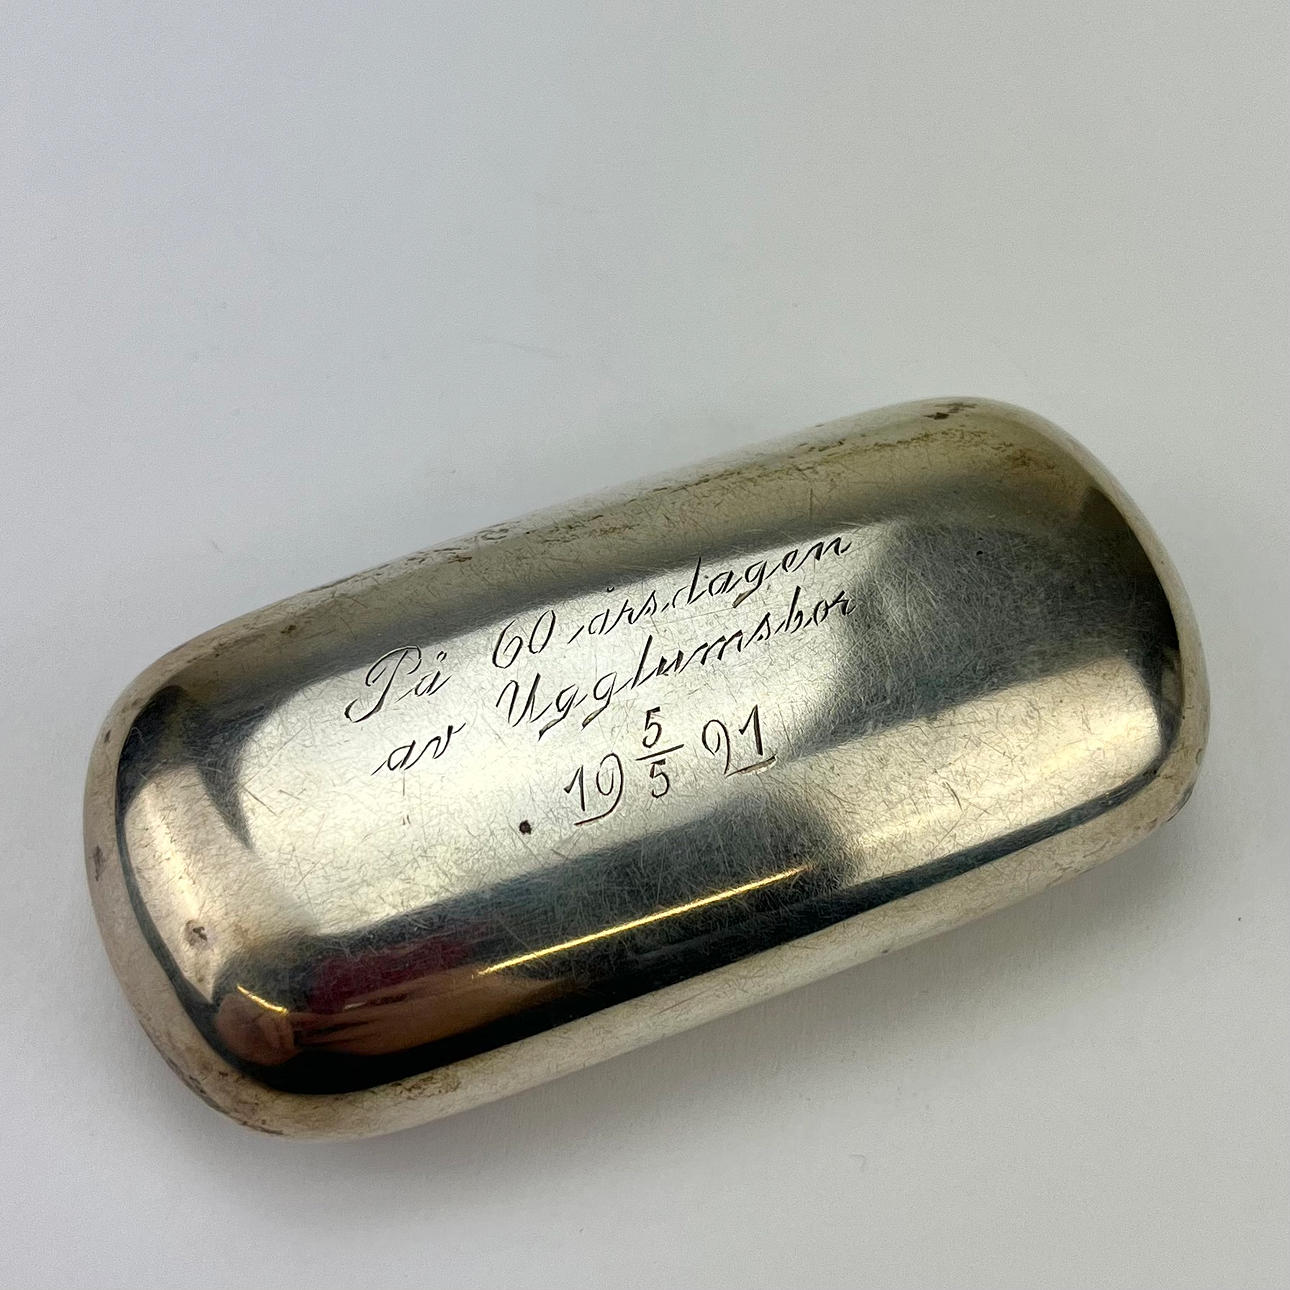 På 60 årsdagen
av Ugglumsbor
19 5/5 21